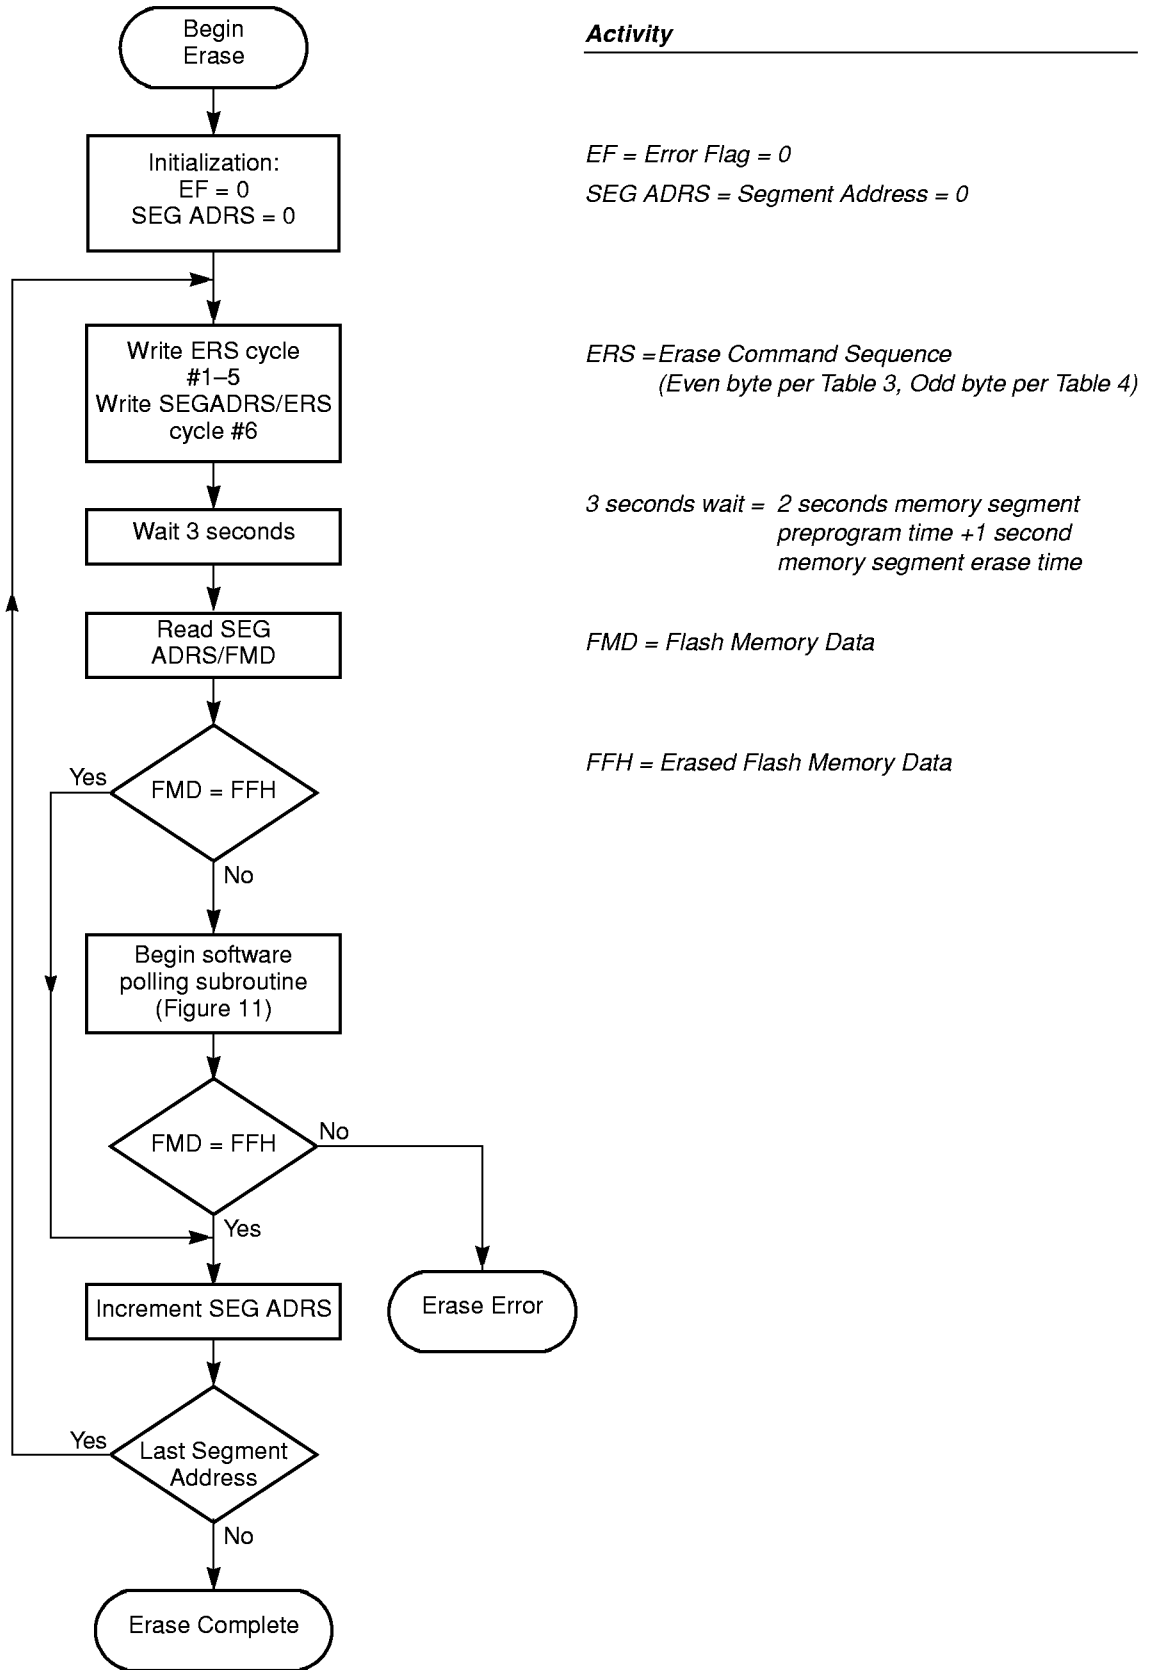 Begin
Erase
Activity
Initialization:
EF = 0
SEG ADRS = 0
EF = Error Flag = 0
SEG ADRS = Segment Address = 0
Write ERS cycle
#1–5
Write SEGADRS/ERS
cycle #6
ERS = Erase Command Sequence
(Even byte per Table 3, Odd byte per Table 4)
Wait 3 seconds
3 seconds wait = 2 seconds memory segment
preprogram time +1 second
memory segment erase time
Read SEG
ADRS/FMD
FMD = Flash Memory Data
Yes
FMD = FFH
No
FFH = Erased Flash Memory Data
Begin software
polling subroutine
(Figure 11)
FMD = FFH
No
Yes
Increment SEG ADRS
Erase Error
Yes
Last Segment
Address
No
Erase Complete